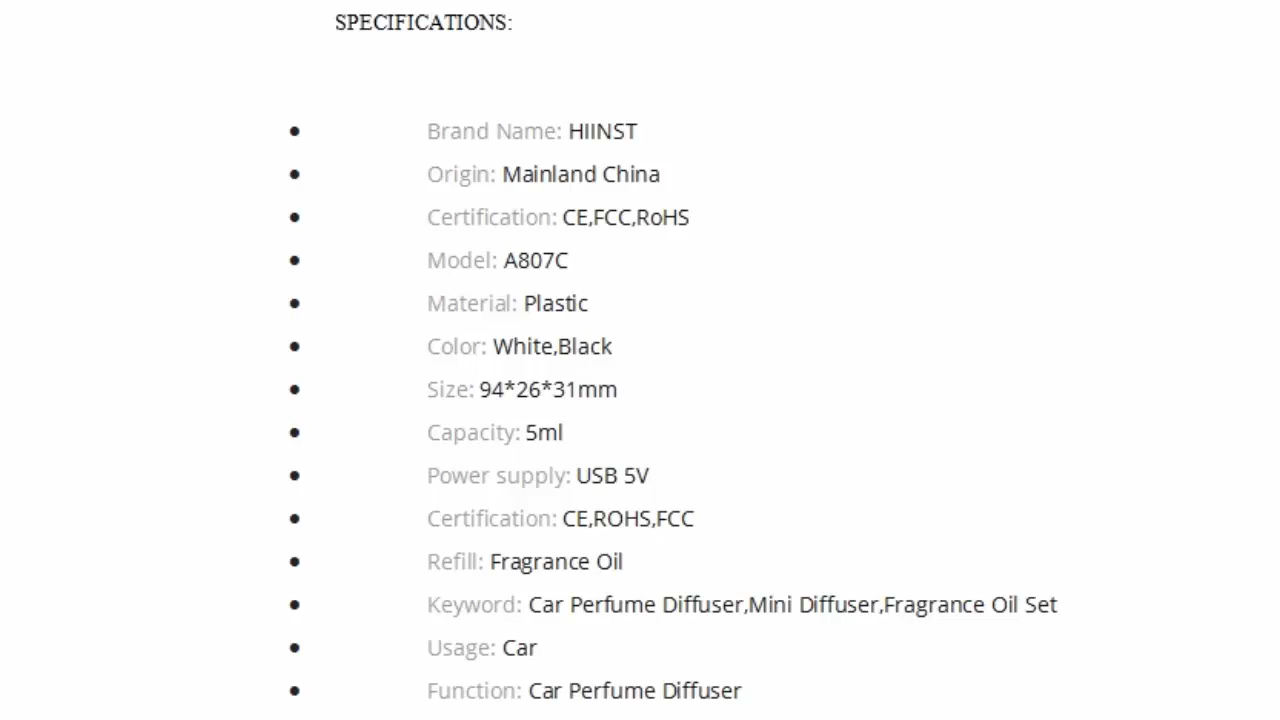 SPECIFICATIONS:
Brand Name: HIINST
Origin: Mainland China
Certification: CE,FCC,RoHS
Model: A807C
Material: Plastic
Color: White,Black
Size: 94*26*31mm
Capacity: 5ml
Power supply: USB 5V
Certification: CE,ROHS,FCC
Refill: Fragrance Oil
Keyword: Car Perfume Diffuser,Mini Diffuser,Fragrance Oil Set
Usage: Car
Function: Car Perfume Diffuser